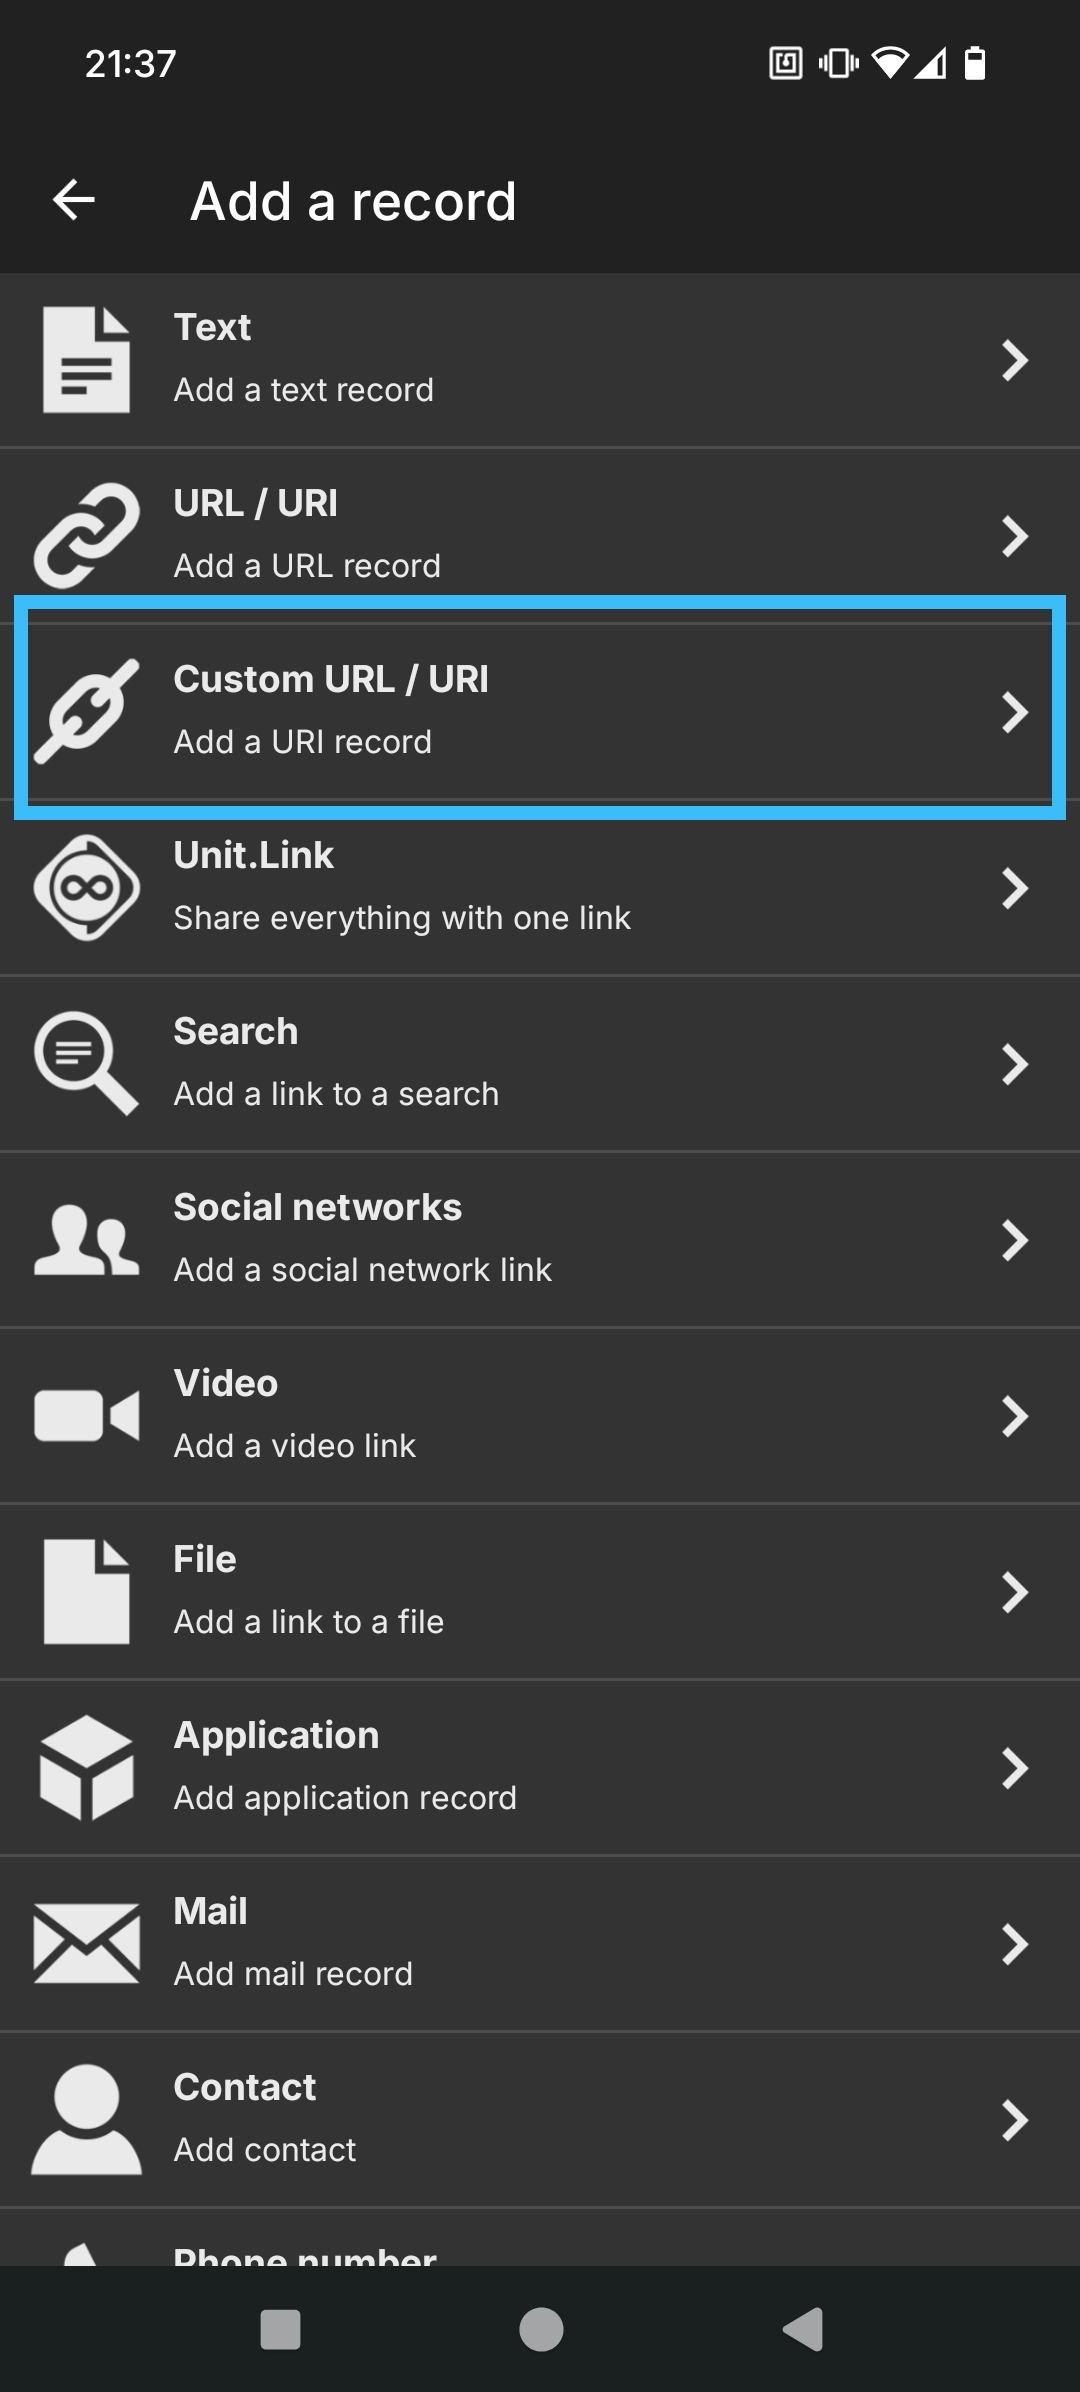 21:37
Add a record
Text
Add a text record
URL / URI
Add a URL record
Custom URL / URI
Add a URI record
Unit.Link
Share everything with one link
Search
Add a link to a search
Social networks
Add a social network link
Video
Add a video link
File
Add a link to a file
Application
Add application record
Mail
Add mail record
Contact
Add contact
Phone number